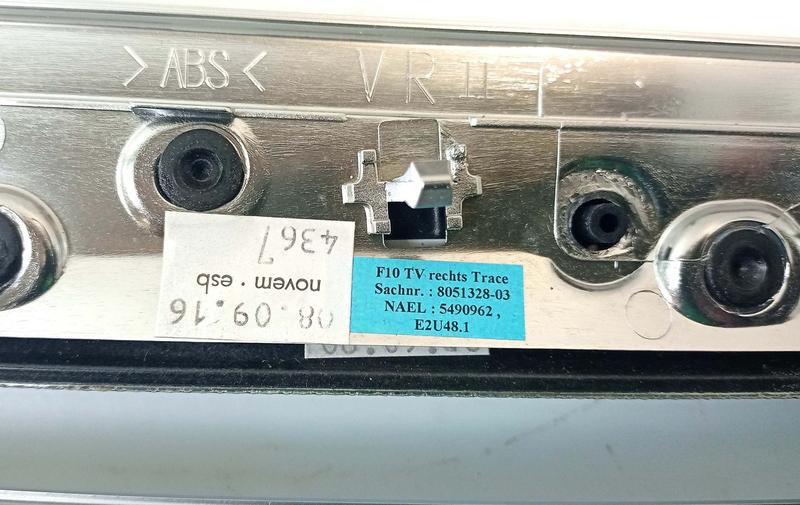 >ABS< VR II T
4367
novem · esb
08.09.16
F10 TV rechts Trace
Sachnr. : 8051328-03
NAEL : 5490962 ,
E2U48.1